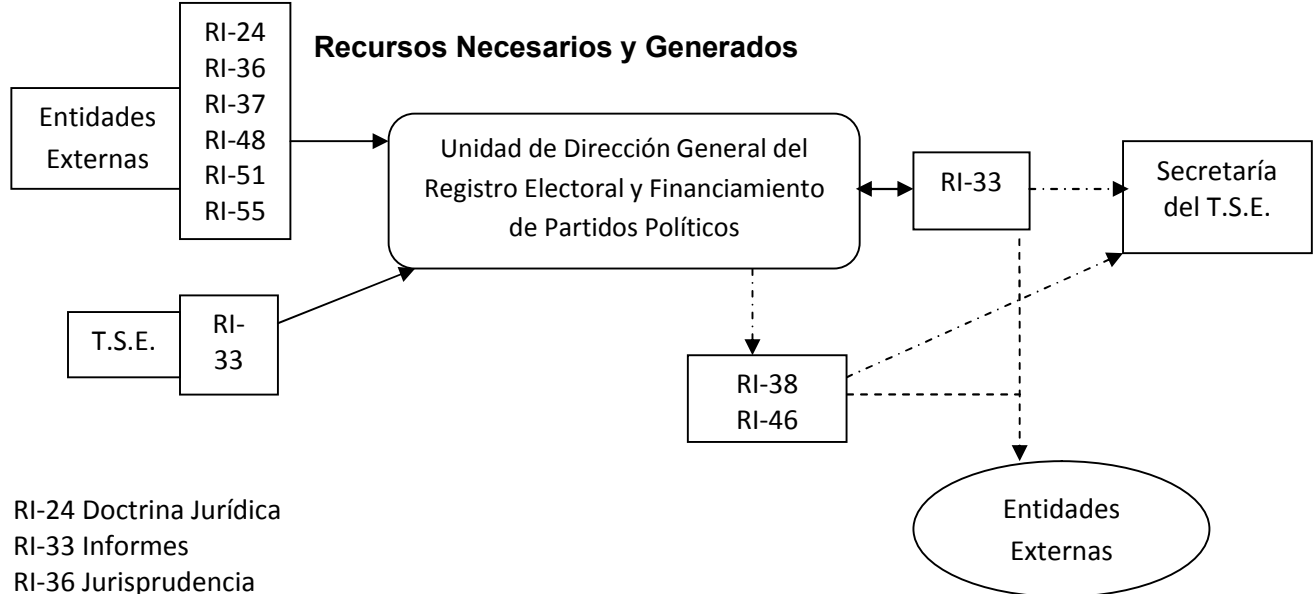 Recursos Necesarios y Generados
Entidades
Externas
RI-24
RI-36
RI-37
RI-48
RI-51
RI-55
Unidad de Dirección General del
Registro Electoral y Financiamiento
de Partidos Políticos
RI-33
Secretaría
del T.S.E.
T.S.E.
RI-
33
RI-38
RI-46
Entidades
Externas
RI-24 Doctrina Jurídica
RI-33 Informes
RI-36 Jurisprudencia